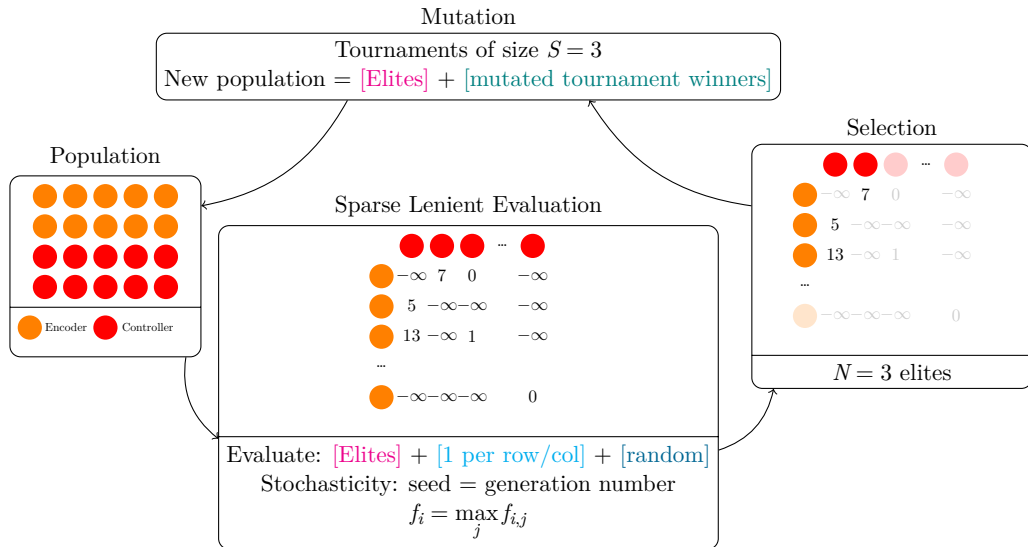 Mutation
Tournaments of size S = 3
New population = [Elites] + [mutated tournament winners]
Population
Encoder Controller
Sparse Lenient Evaluation
...
−∞ 7 0 −∞
5 −∞ −∞ −∞
13 −∞ 1 −∞
...
−∞ −∞ −∞ 0
Evaluate: [Elites] + [1 per row/col] + [random]
Stochasticity: seed = generation number
f_i = max_j f_{i,j}
Selection
...
−∞ 7 0 −∞
5 −∞ −∞ −∞
13 −∞ 1 −∞
...
−∞ −∞ −∞ 0
N = 3 elites